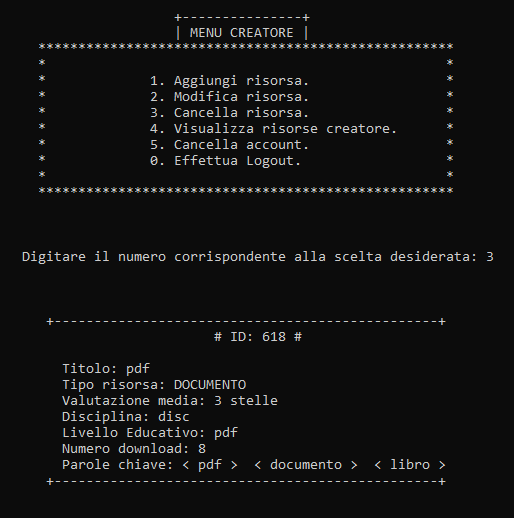 +---------------+
| MENU CREATORE |
****************************************************
*                                                  *
*             1. Aggiungi risorsa.                 *
*             2. Modifica risorsa.                 *
*             3. Cancella risorsa.                 *
*             4. Visualizza risorse creatore.      *
*             5. Cancella account.                 *
*             0. Effettua Logout.                  *
*                                                  *
****************************************************
Digitare il numero corrispondente alla scelta desiderata: 3
+------------------------------------------------+
# ID: 618 #
Titolo: pdf
Tipo risorsa: DOCUMENTO
Valutazione media: 3 stelle
Disciplina: disc
Livello Educativo: pdf
Numero download: 8
Parole chiave: < pdf >  < documento >  < libro >
+------------------------------------------------+